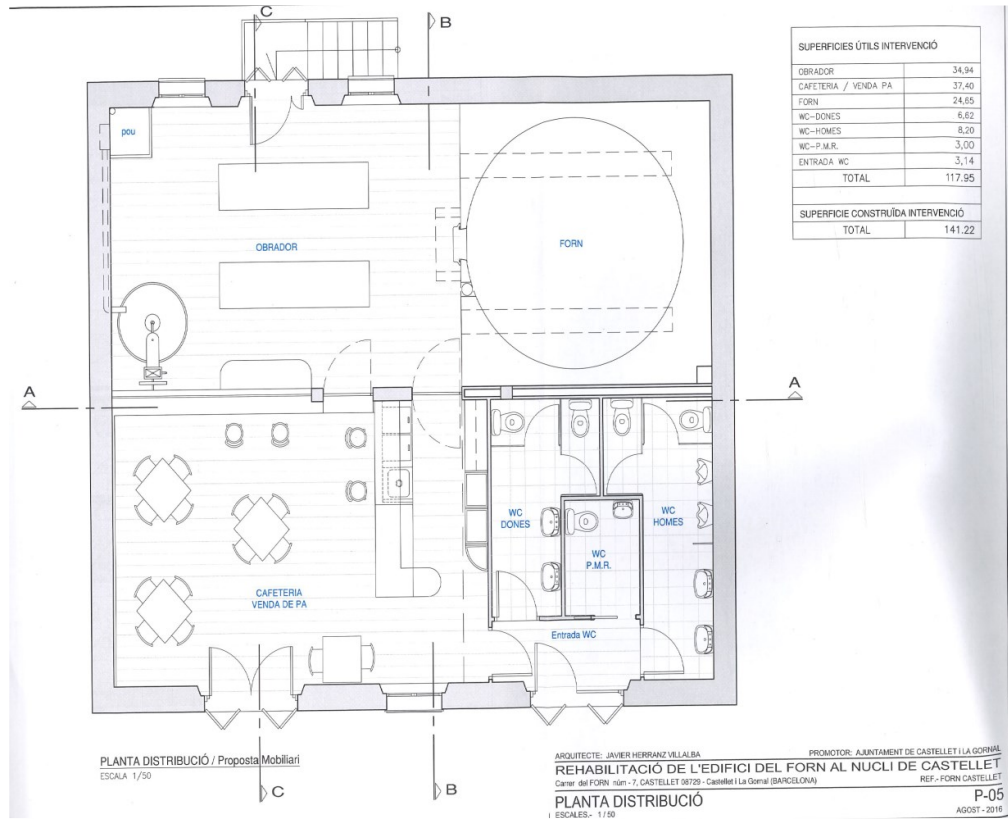 C
B
SUPERFICIES ÚTILS INTERVENCIÓ
OBRADOR 34,94
CAFETERIA / VENDA PA 37,40
FORN 24,65
WC-DONES 6,62
WC-HOMES 8,20
WC-P.M.R. 3,00
ENTRADA WC 3,14
TOTAL 117.95
SUPERFICIE CONSTRUÏDA INTERVENCIÓ
TOTAL 141.22
pou
OBRADOR
FORN
A
A
WC
DONES
WC
HOMES
WC
P.M.R.
CAFETERIA
VENDA DE PA
Entrada WC
PLANTA DISTRIBUCIÓ / Proposta Mobiliari
ESCALA 1/50
C
B
ARQUITECTE: JAVIER HERRANZ VILLALBA
PROMOTOR: AJUNTAMENT DE CASTELLET i LA GORNAL
REHABILITACIÓ DE L'EDIFICI DEL FORN AL NUCLI DE CASTELLET
Carrer del FORN núm - 7, CASTELLET 08729 - Castellet i La Gornal (BARCELONA)
REF.- FORN CASTELLET
PLANTA DISTRIBUCIÓ
P-05
ESCALES.- 1/50
AGOST - 2016